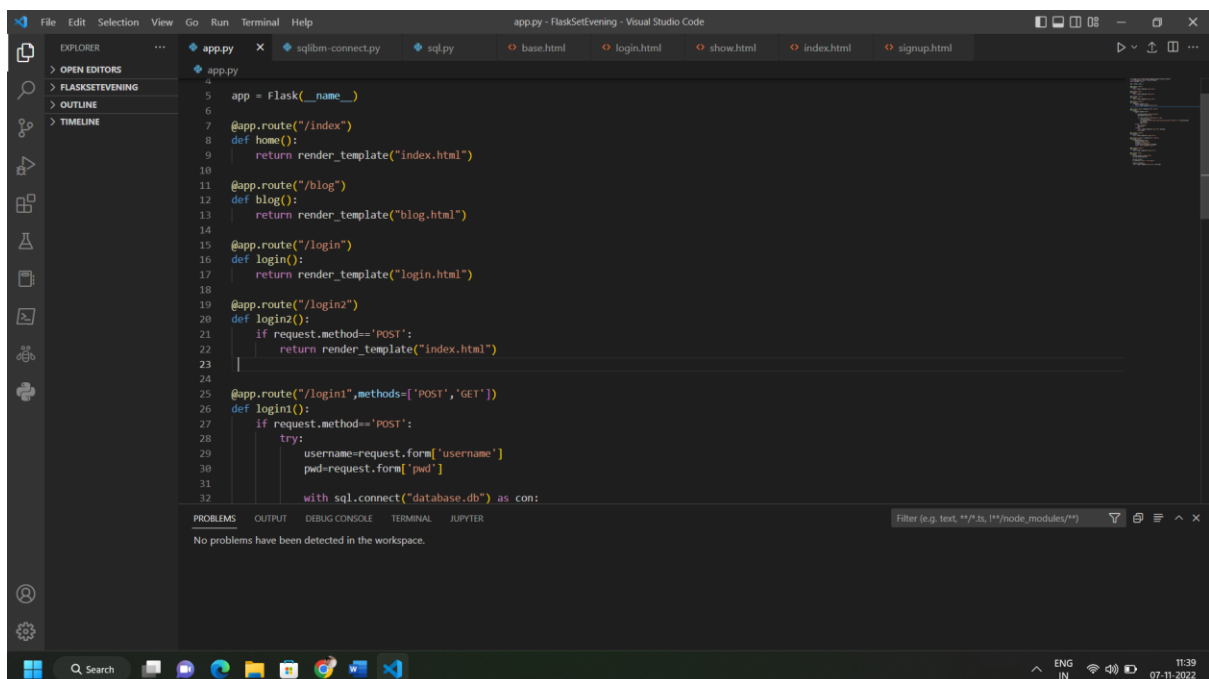 File Edit Selection View Go Run Terminal Help app.py - FlaskSetEvening - Visual Studio Code
EXPLORER ... app.py sqlibm-connect.py sql.py base.html login.html show.html index.html signup.html
> OPEN EDITORS
> FLASKSETEVENING
> OUTLINE
> TIMELINE
app.py
4
5 app = Flask(__name__)
6
7 @app.route("/index")
8 def home():
9 return render_template("index.html")
10
11 @app.route("/blog")
12 def blog():
13 return render_template("blog.html")
14
15 @app.route("/login")
16 def login():
17 return render_template("login.html")
18
19 @app.route("/login2")
20 def login2():
21 if request.method=='POST':
22 return render_template("index.html")
23
24
25 @app.route("/login1",methods=['POST','GET'])
26 def login1():
27 if request.method=='POST':
28 try:
29 username=request.form['username']
30 pwd=request.form['pwd']
31
32 with sql.connect("database.db") as con:
PROBLEMS OUTPUT DEBUG CONSOLE TERMINAL JUPYTER Filter (e.g. text, **/*.ts, !**/node_modules/**)
No problems have been detected in the workspace.
Search ENG 11:39
IN 07-11-2022